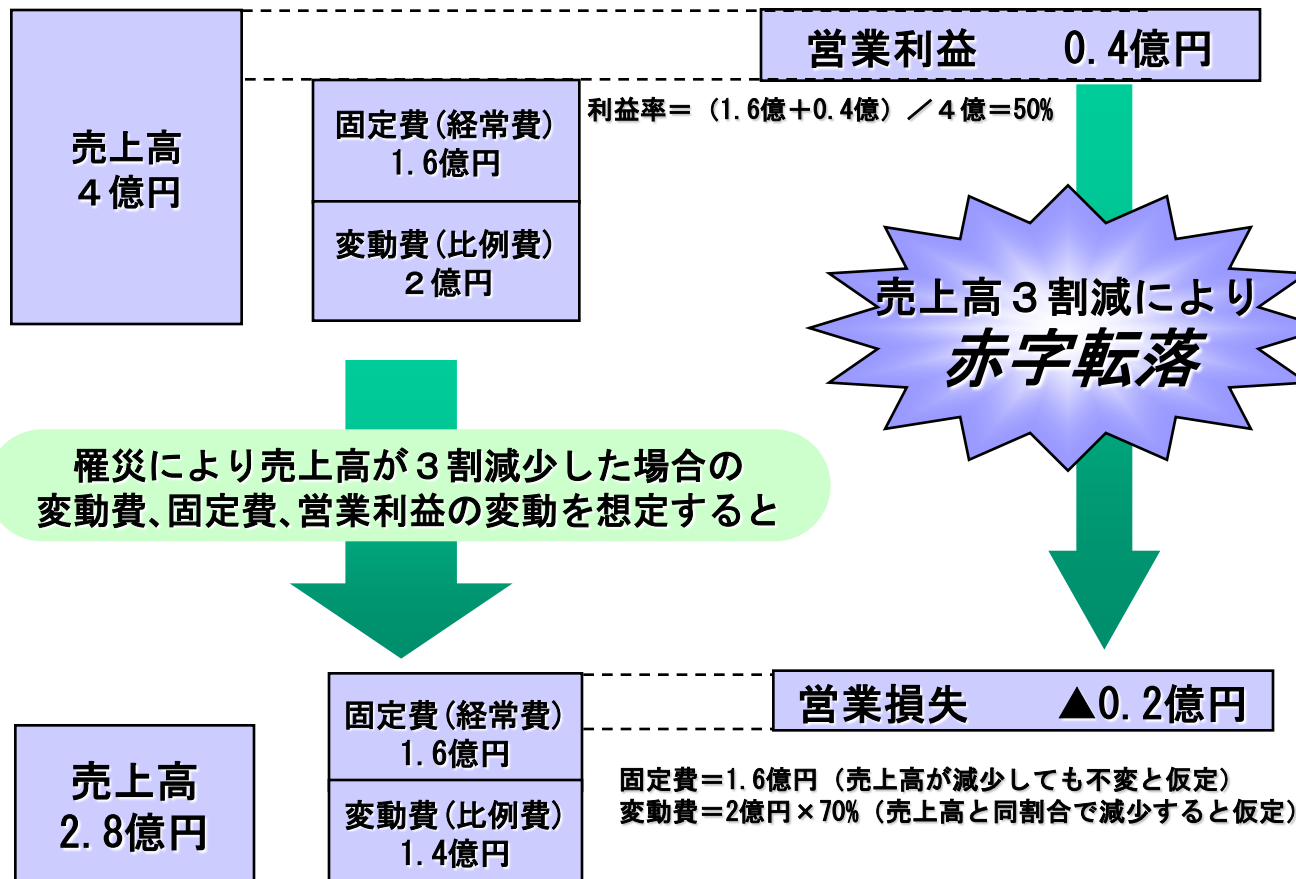 営業利益　　0.4億円
売上高
４億円
固定費(経常費)
1.6億円
利益率＝（1.6億＋0.4億）／４億＝50%
変動費(比例費)
２億円
売上高３割減により
赤字転落
罹災により売上高が３割減少した場合の
変動費、固定費、営業利益の変動を想定すると
固定費(経常費)
1.6億円
営業損失　　▲0.2億円
売上高
2.8億円
変動費(比例費)
1.4億円
固定費＝1.6億円（売上高が減少しても不変と仮定）
変動費＝2億円×70%（売上高と同割合で減少すると仮定）